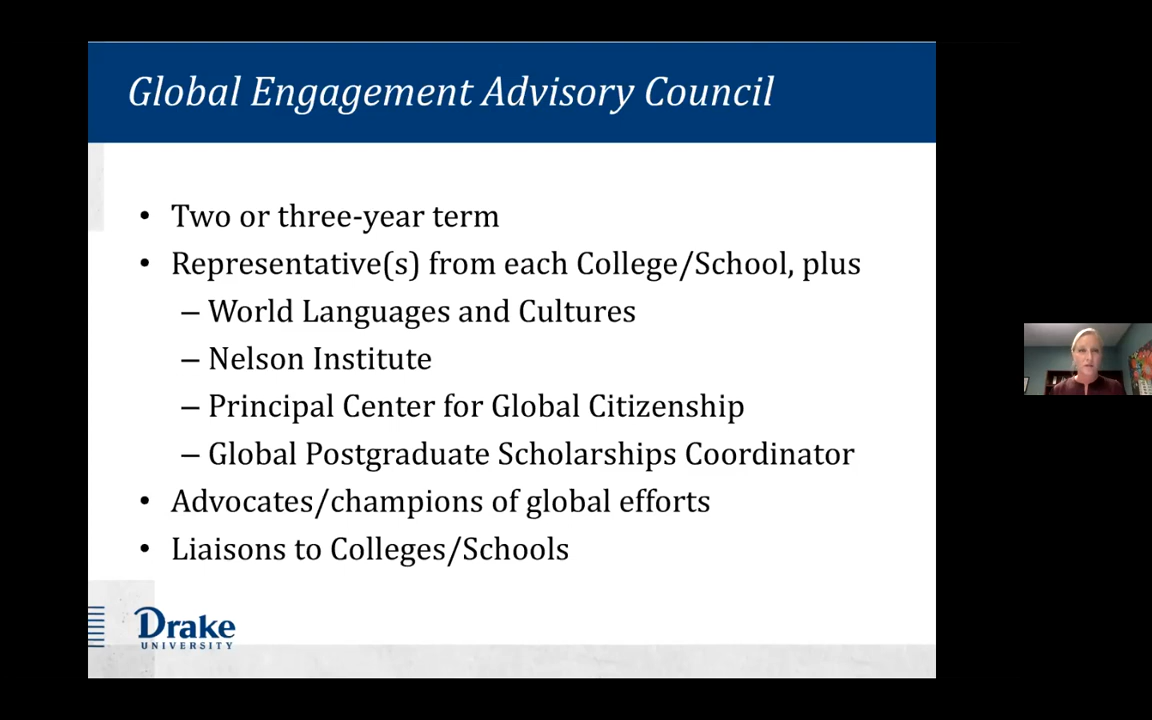 Global Engagement Advisory Council
• Two or three-year term
• Representative(s) from each College/School, plus
– World Languages and Cultures
– Nelson Institute
– Principal Center for Global Citizenship
– Global Postgraduate Scholarships Coordinator
• Advocates/champions of global efforts
• Liaisons to Colleges/Schools
Drake
UNIVERSITY